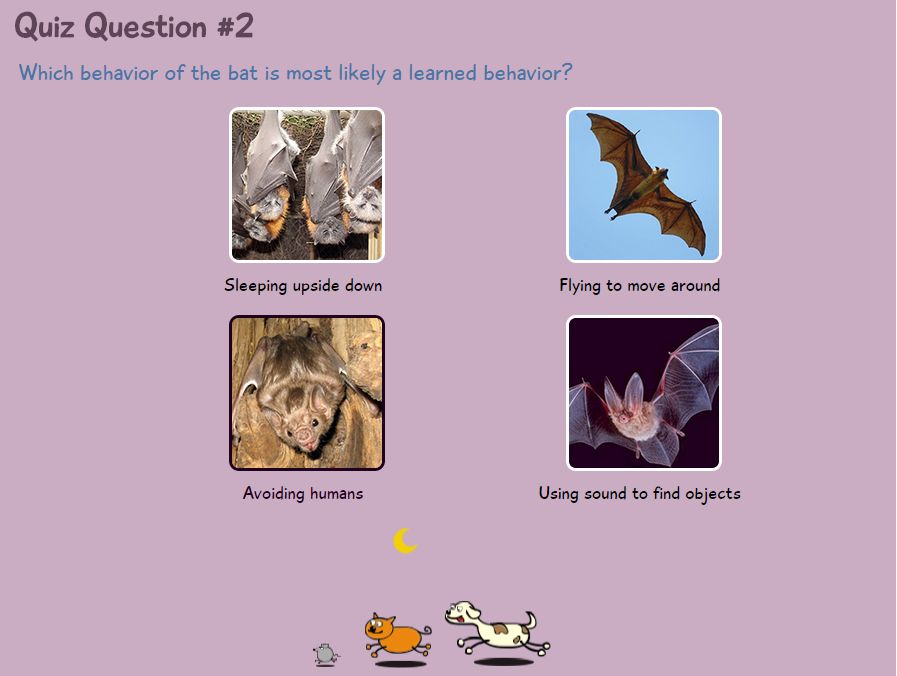 Quiz Question #2
Which behavior of the bat is most likely a learned behavior?
Sleeping upside down
Flying to move around
Avoiding humans
Using sound to find objects